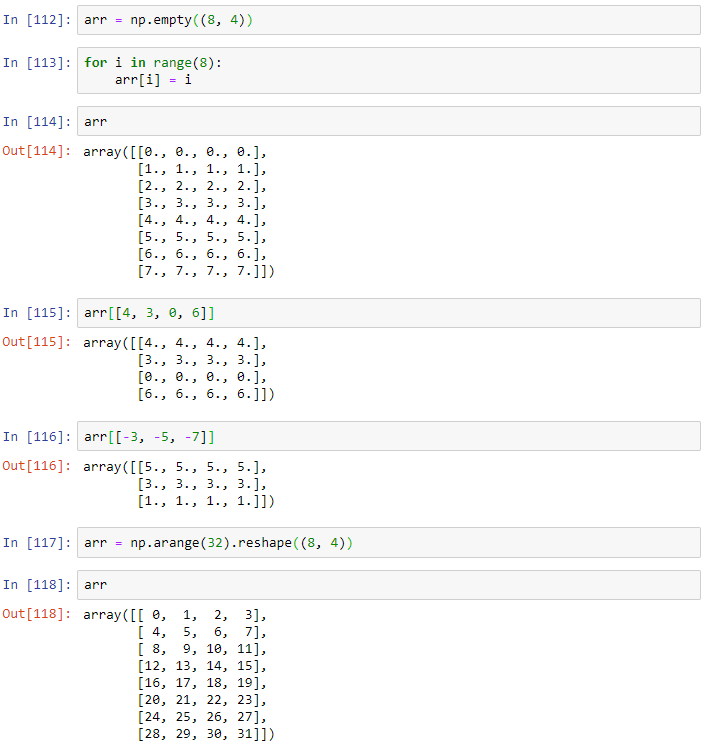 In [112]: arr = np.empty((8, 4))
In [113]: for i in range(8):
    arr[i] = i
In [114]: arr
Out[114]: array([[0., 0., 0., 0.],
       [1., 1., 1., 1.],
       [2., 2., 2., 2.],
       [3., 3., 3., 3.],
       [4., 4., 4., 4.],
       [5., 5., 5., 5.],
       [6., 6., 6., 6.],
       [7., 7., 7., 7.]])
In [115]: arr[[4, 3, 0, 6]]
Out[115]: array([[4., 4., 4., 4.],
       [3., 3., 3., 3.],
       [0., 0., 0., 0.],
       [6., 6., 6., 6.]])
In [116]: arr[[-3, -5, -7]]
Out[116]: array([[5., 5., 5., 5.],
       [3., 3., 3., 3.],
       [1., 1., 1., 1.]])
In [117]: arr = np.arange(32).reshape((8, 4))
In [118]: arr
Out[118]: array([[ 0,  1,  2,  3],
       [ 4,  5,  6,  7],
       [ 8,  9, 10, 11],
       [12, 13, 14, 15],
       [16, 17, 18, 19],
       [20, 21, 22, 23],
       [24, 25, 26, 27],
       [28, 29, 30, 31]])